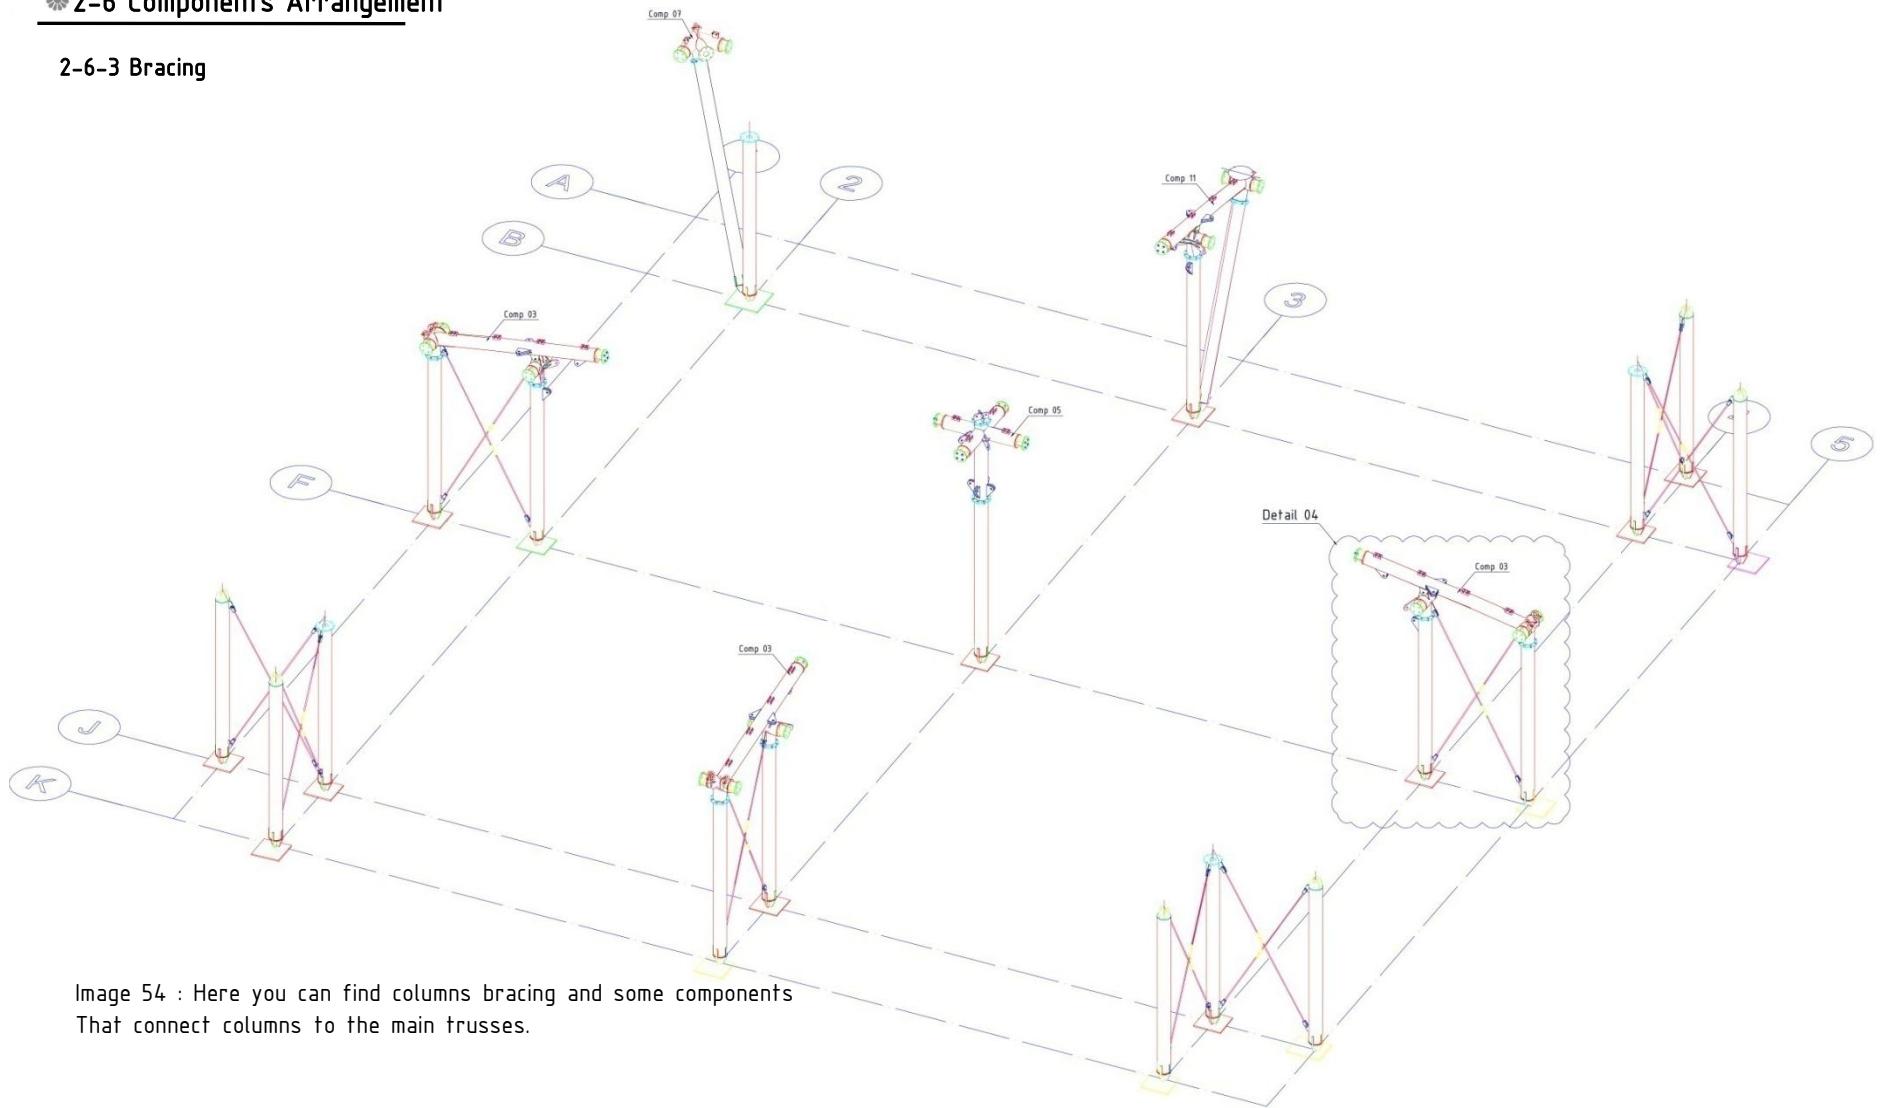 2-6 Components Arrangement
2-6-3 Bracing
Comp 07
A
2
B
Comp 11
3
Comp 03
Comp 05
5
F
Detail 04
Comp 03
Comp 03
J
K
Image 54 : Here you can find columns bracing and some components
That connect columns to the main trusses.